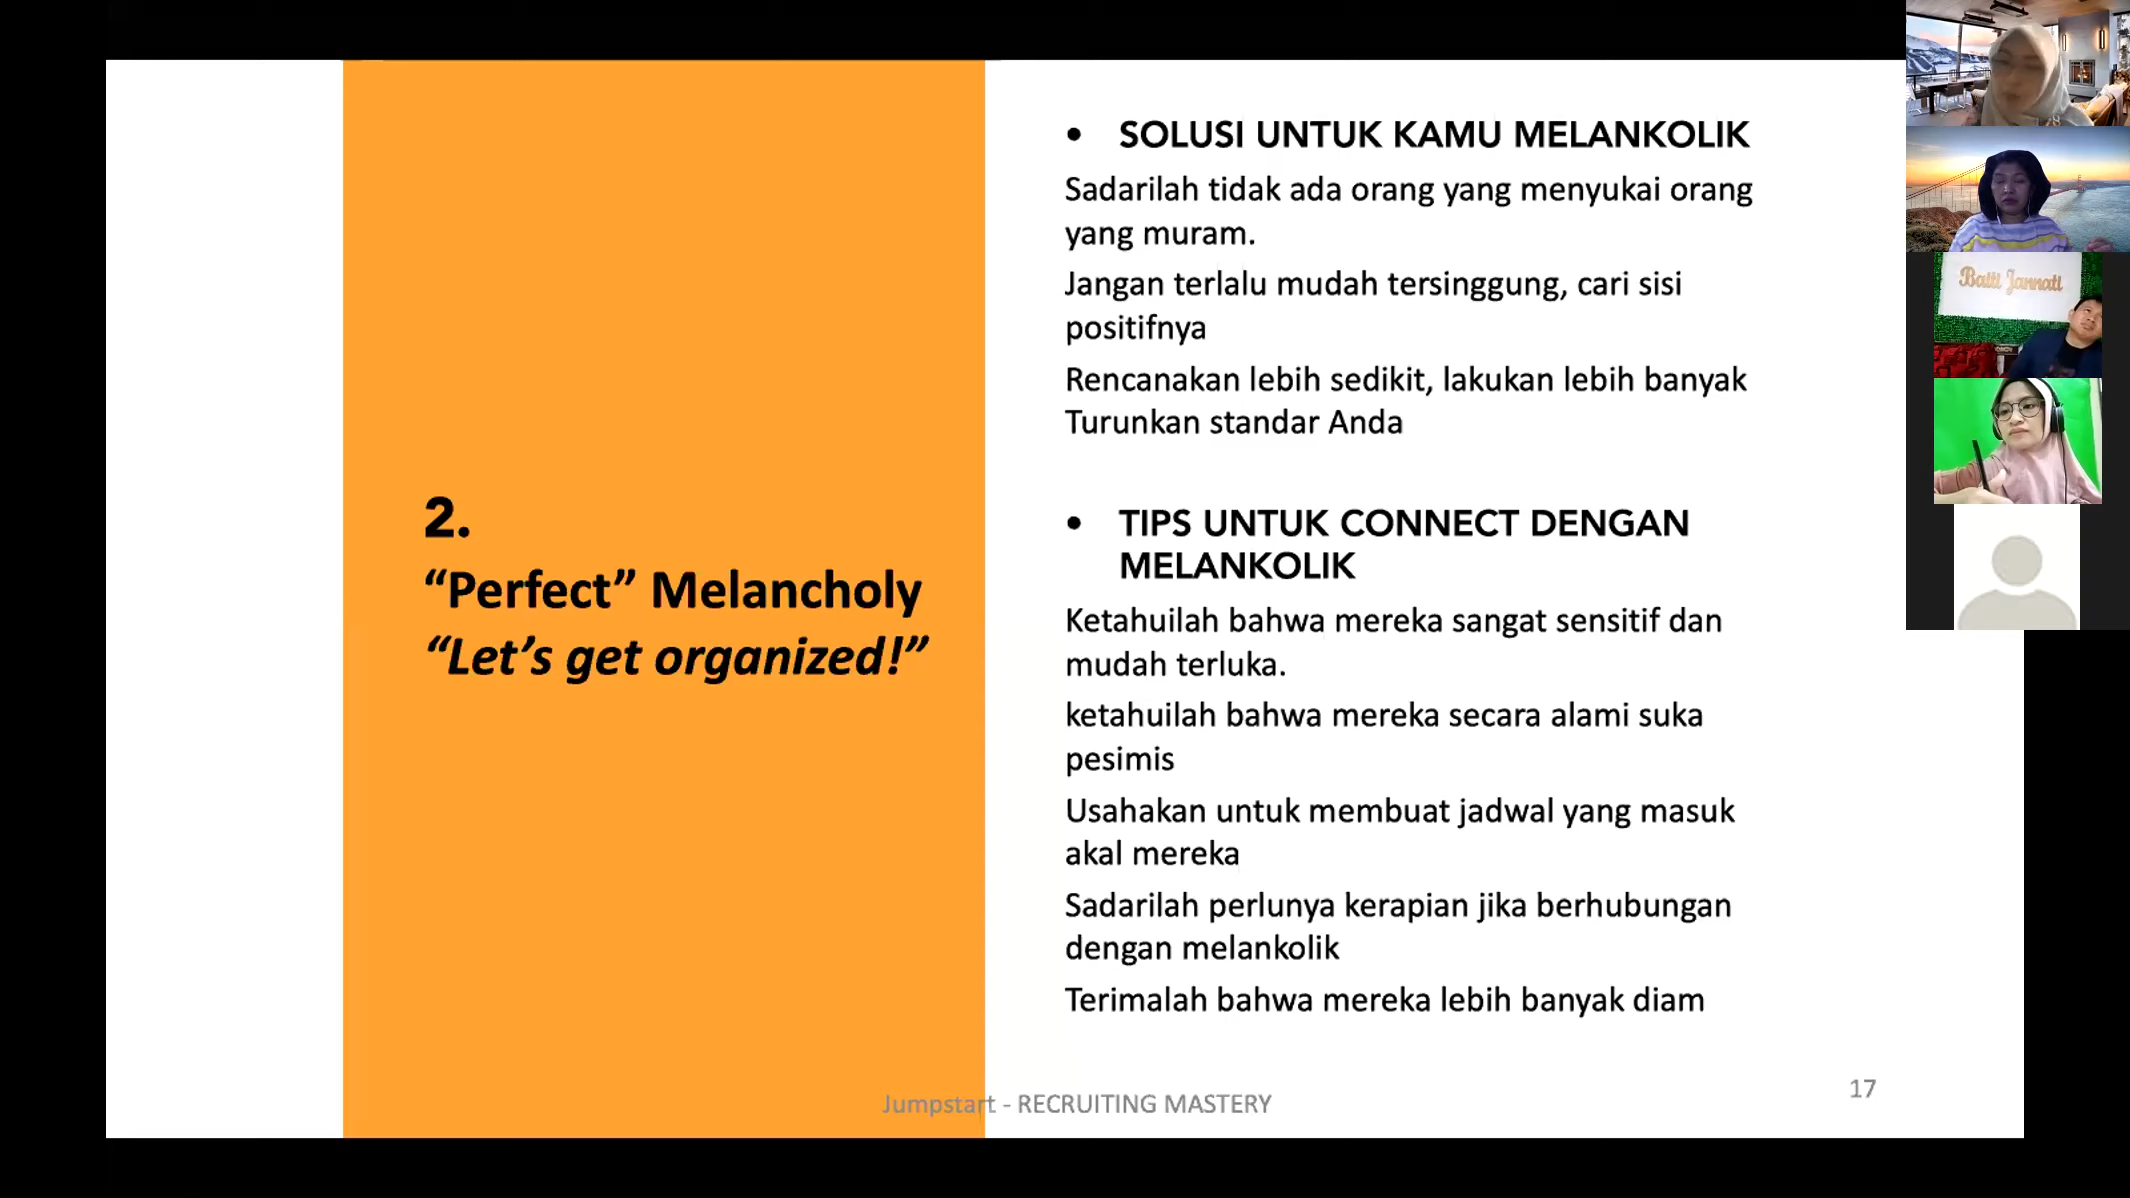 2.
“Perfect” Melancholy
“Let’s get organized!”
• SOLUSI UNTUK KAMU MELANKOLIK
Sadarilah tidak ada orang yang menyukai orang
yang muram.
Jangan terlalu mudah tersinggung, cari sisi
positifnya
Rencanakan lebih sedikit, lakukan lebih banyak
Turunkan standar Anda
• TIPS UNTUK CONNECT DENGAN
MELANKOLIK
Ketahuilah bahwa mereka sangat sensitif dan
mudah terluka.
ketahuilah bahwa mereka secara alami suka
pesimis
Usahakan untuk membuat jadwal yang masuk
akal mereka
Sadarilah perlunya kerapian jika berhubungan
dengan melankolik
Terimalah bahwa mereka lebih banyak diam
Jumpstart - RECRUITING MASTERY
17
Baiti Jannati